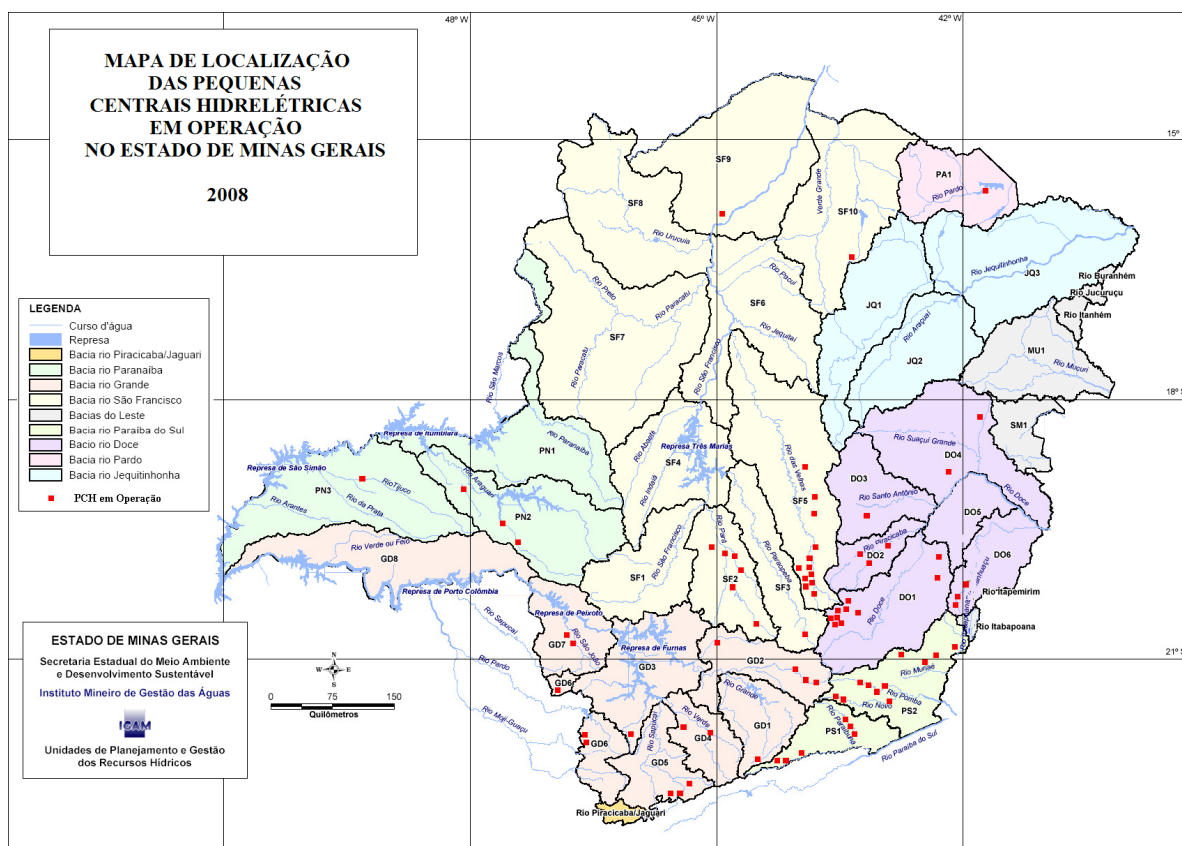 48º W
45º W
42º W
MAPA DE LOCALIZAÇÃO
DAS PEQUENAS
CENTRAIS HIDRELÉTRICAS
EM OPERAÇÃO
NO ESTADO DE MINAS GERAIS
2008
15º
18º S
21º S
LEGENDA
Curso d'água
Represa
Bacia rio Piracicaba/Jaguari
Bacia rio Paranaíba
Bacia rio Grande
Bacia rio São Francisco
Bacias do Leste
Bacia rio Paraíba do Sul
Bacio rio Doce
Bacia rio Pardo
Bacia rio Jequitinhonha
PCH em Operação
SF9
SF8
SF10
PA1
Rio Pardo
Verde Grande
Rio Urucuia
Rio Jequitinhonha
JQ3
Rio Buranhém
Rio Jucuruçu
Rio Itanhém
Rio Preto
Rio Paracatu
Rio Pacuí
SF6
JQ1
Rio Araçuaí
SF7
Rio Jequitaí
JQ2
MU1
Rio Mucuri
Rio Paracatu
Rio São Marcos
Rio São Francisco
SM1
Represa de Itumbiara
Rio Paranaíba
PN1
Rio Abaeté
Represa Três Marias
Rio das Velhas
Rio Suaçuí Grande
DO4
Represa de São Simão
SF4
Rio Indaiá
DO3
Rio Santo Antônio
Rio Doce
PN3
Rio Tijuco
Rio Araguari
SF5
DO5
Rio Arantes
Rio da Prata
PN2
Rio Verde ou Feio
GD8
Rio São Francisco
Rio Pará
Rio Paraopeba
Rio Piracicaba
DO2
DO6
SF1
SF2
SF3
DO1
Rio Doce
Rio Itapemirim
Rio Itabapoana
Represa de Porto Colômbia
Represa de Peixoto
Rio Sapucaí
Rio São João
GD7
Represa de Furnas
Rio Pardo
GD3
GD2
Rio Muriaé
GD6
Rio Grande
Rio Pomba
Rio Novo
PS2
Rio Mojí-Guaçu
GD6
Rio Sapucaí
Rio Verde
GD4
GD1
PS1
Rio Paraibuna
Rio Paraíba do Sul
GD5
Rio Piracicaba/Jaguari
ESTADO DE MINAS GERAIS
Secretaria Estadual do Meio Ambiente
e Desenvolvimento Sustentável
Instituto Mineiro de Gestão das Águas
IGAM
Unidades de Planejamento e Gestão
dos Recursos Hídricos
N
W E
S
0 75 150
Quilômetros